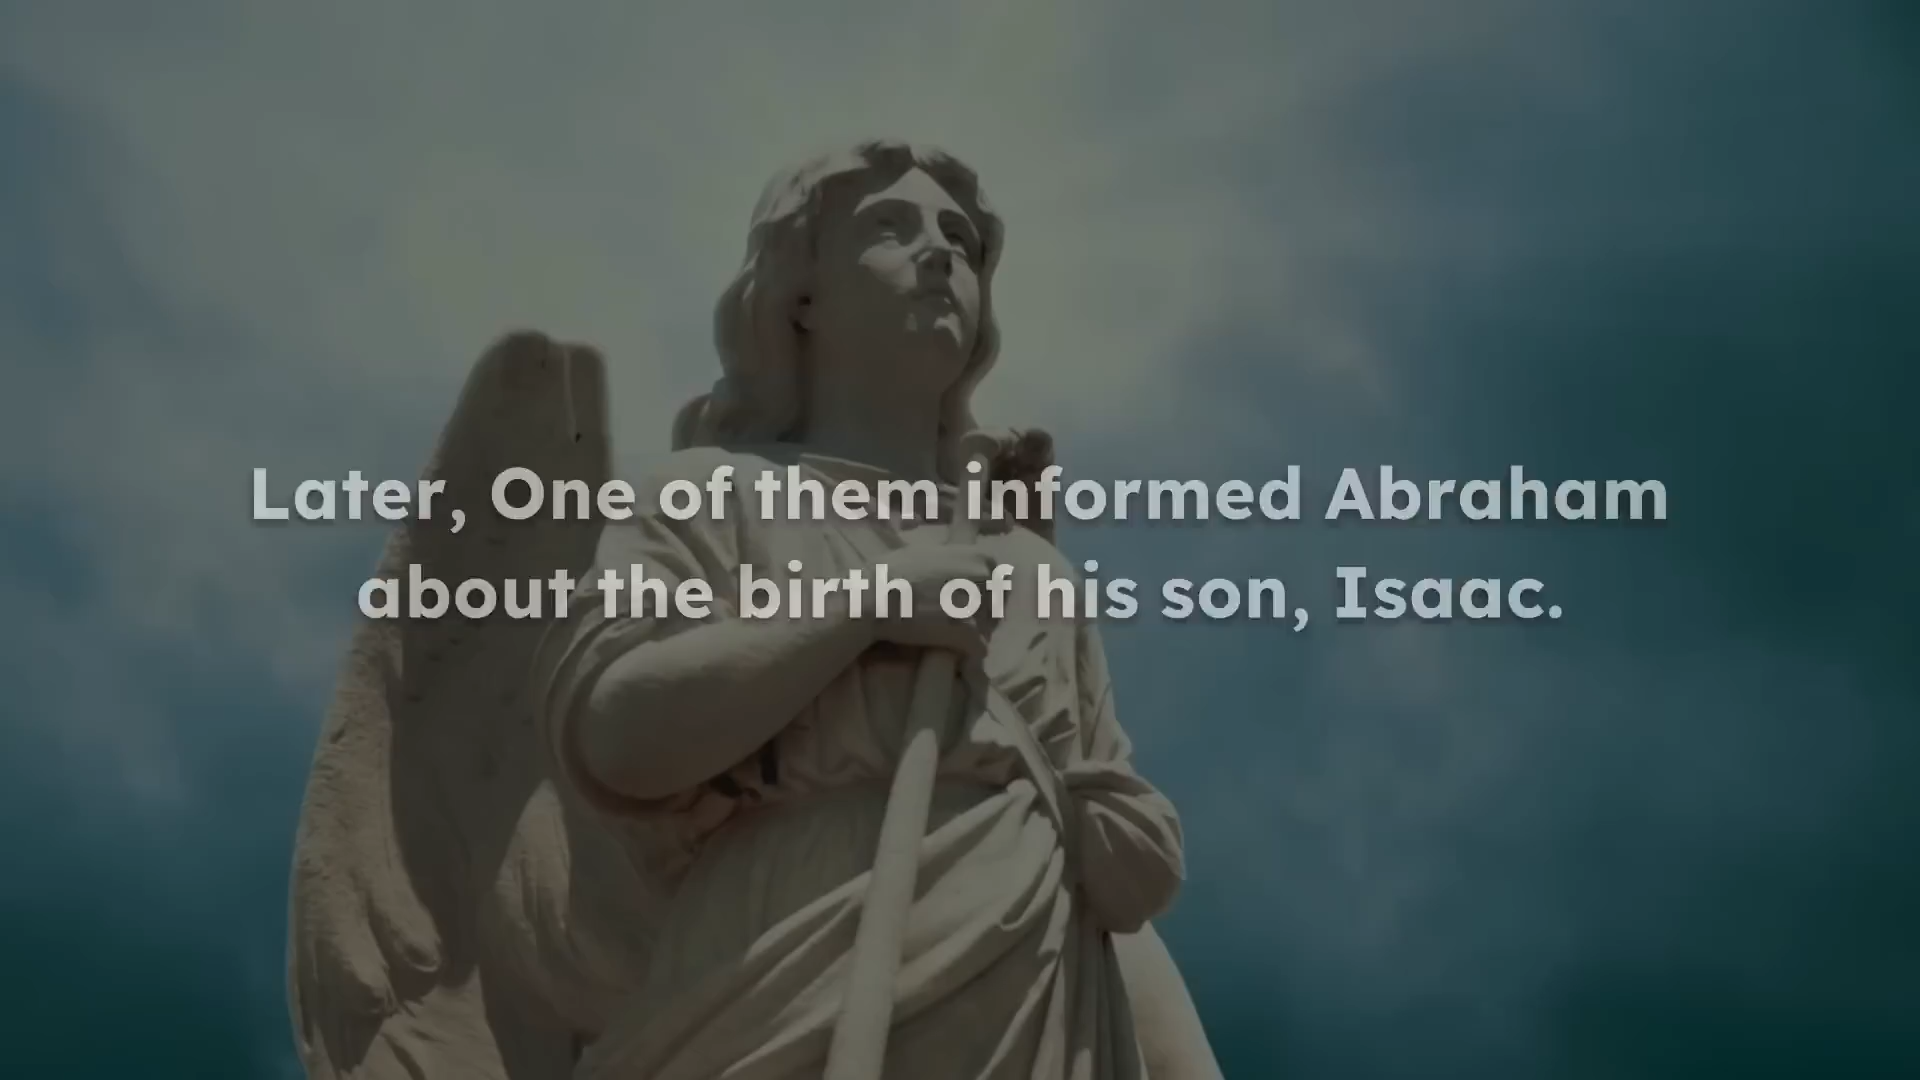 Later, One of them informed Abraham
about the birth of his son, Isaac.